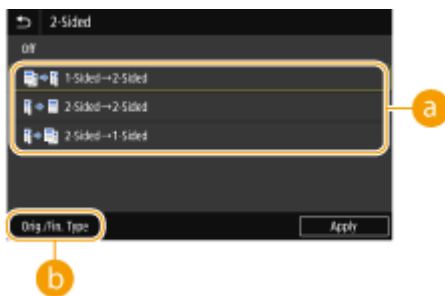 2-Sided
Off
1-Sided→2-Sided
2-Sided→2-Sided
2-Sided→1-Sided
a
Orig./Fin. Type
Apply
b